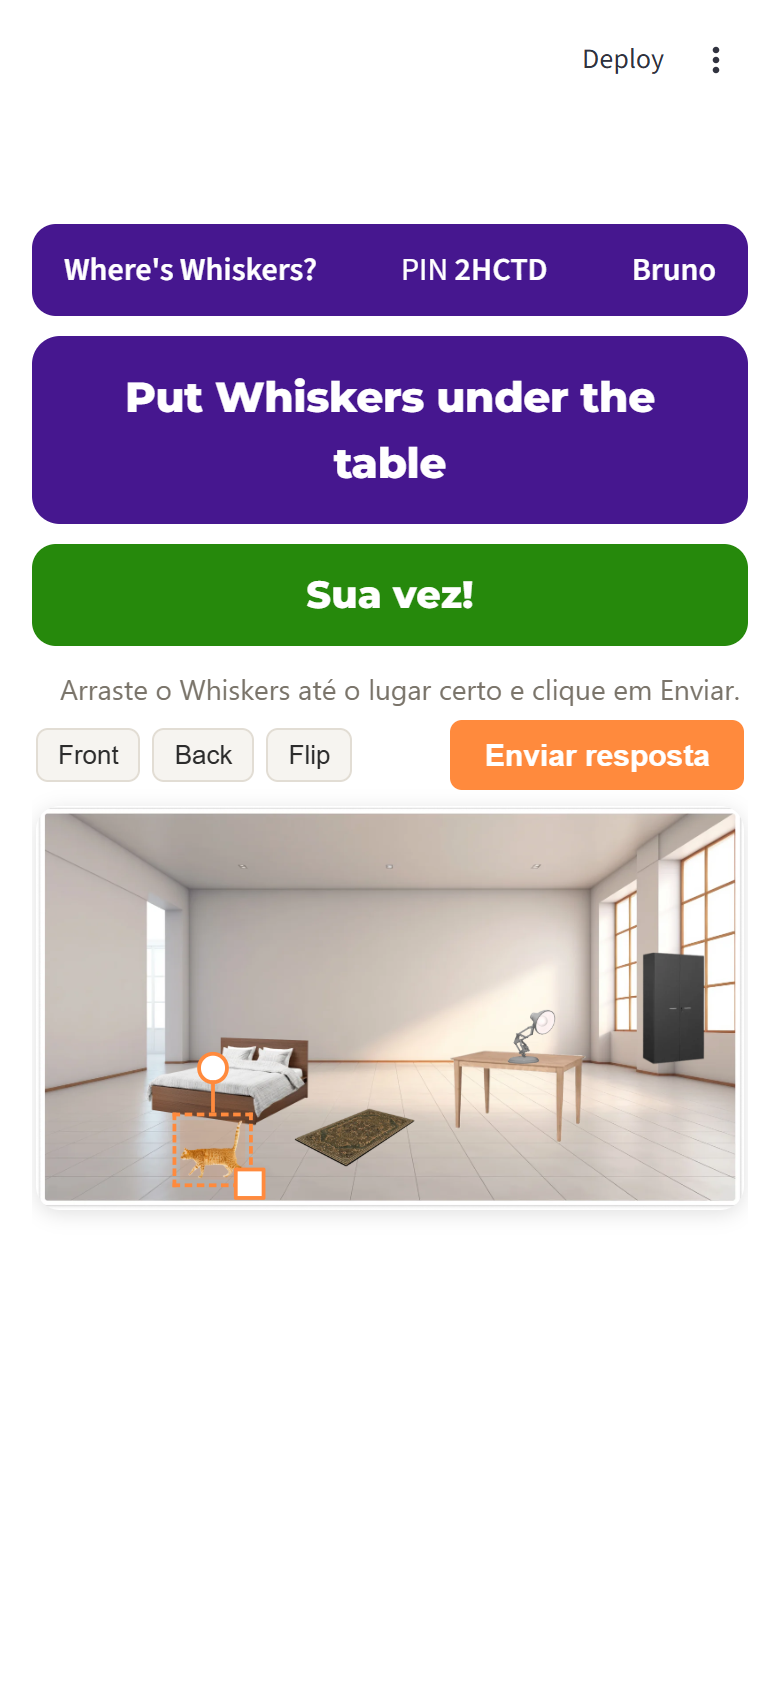 Deploy
Where's Whiskers? PIN 2HCTD Bruno
Put Whiskers under the
table
Sua vez!
Arraste o Whiskers até o lugar certo e clique em Enviar.
Front Back Flip Enviar resposta